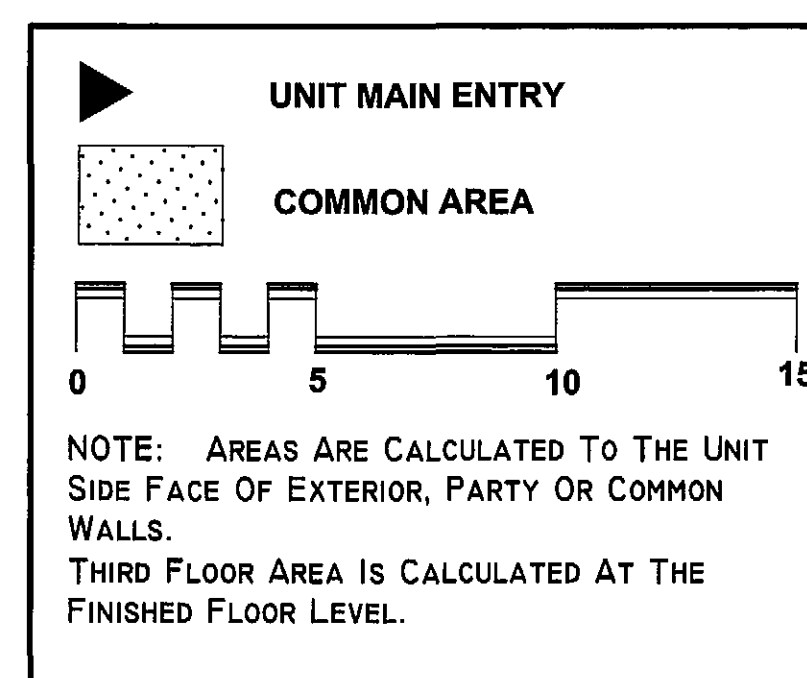 UNIT MAIN ENTRY
COMMON AREA
0 5 10 15
NOTE: AREAS ARE CALCULATED TO THE UNIT
SIDE FACE OF EXTERIOR, PARTY OR COMMON
WALLS.
THIRD FLOOR AREA IS CALCULATED AT THE
FINISHED FLOOR LEVEL.